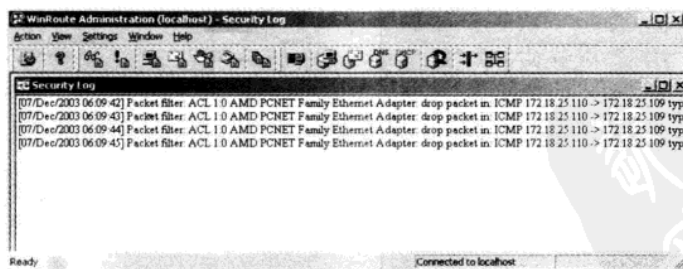 WinRoute Administration (localhost) - Security Log
Action View Settings Window Help
DNS DHCP
Security Log
[07/Dec/2003 06:09:42] Packet filter: ACL 1:0 AMD PCNET Family Ethernet Adapter: drop packet in: ICMP 172.18.25.110 -> 172.18.25.109 typ
[07/Dec/2003 06:09:43] Packet filter: ACL 1:0 AMD PCNET Family Ethernet Adapter: drop packet in: ICMP 172.18.25.110 -> 172.18.25.109 typ
[07/Dec/2003 06:09:44] Packet filter: ACL 1:0 AMD PCNET Family Ethernet Adapter: drop packet in: ICMP 172.18.25.110 -> 172.18.25.109 typ
[07/Dec/2003 06:09:45] Packet filter: ACL 1:0 AMD PCNET Family Ethernet Adapter: drop packet in: ICMP 172.18.25.110 -> 172.18.25.109 typ
Ready Connected to localhost